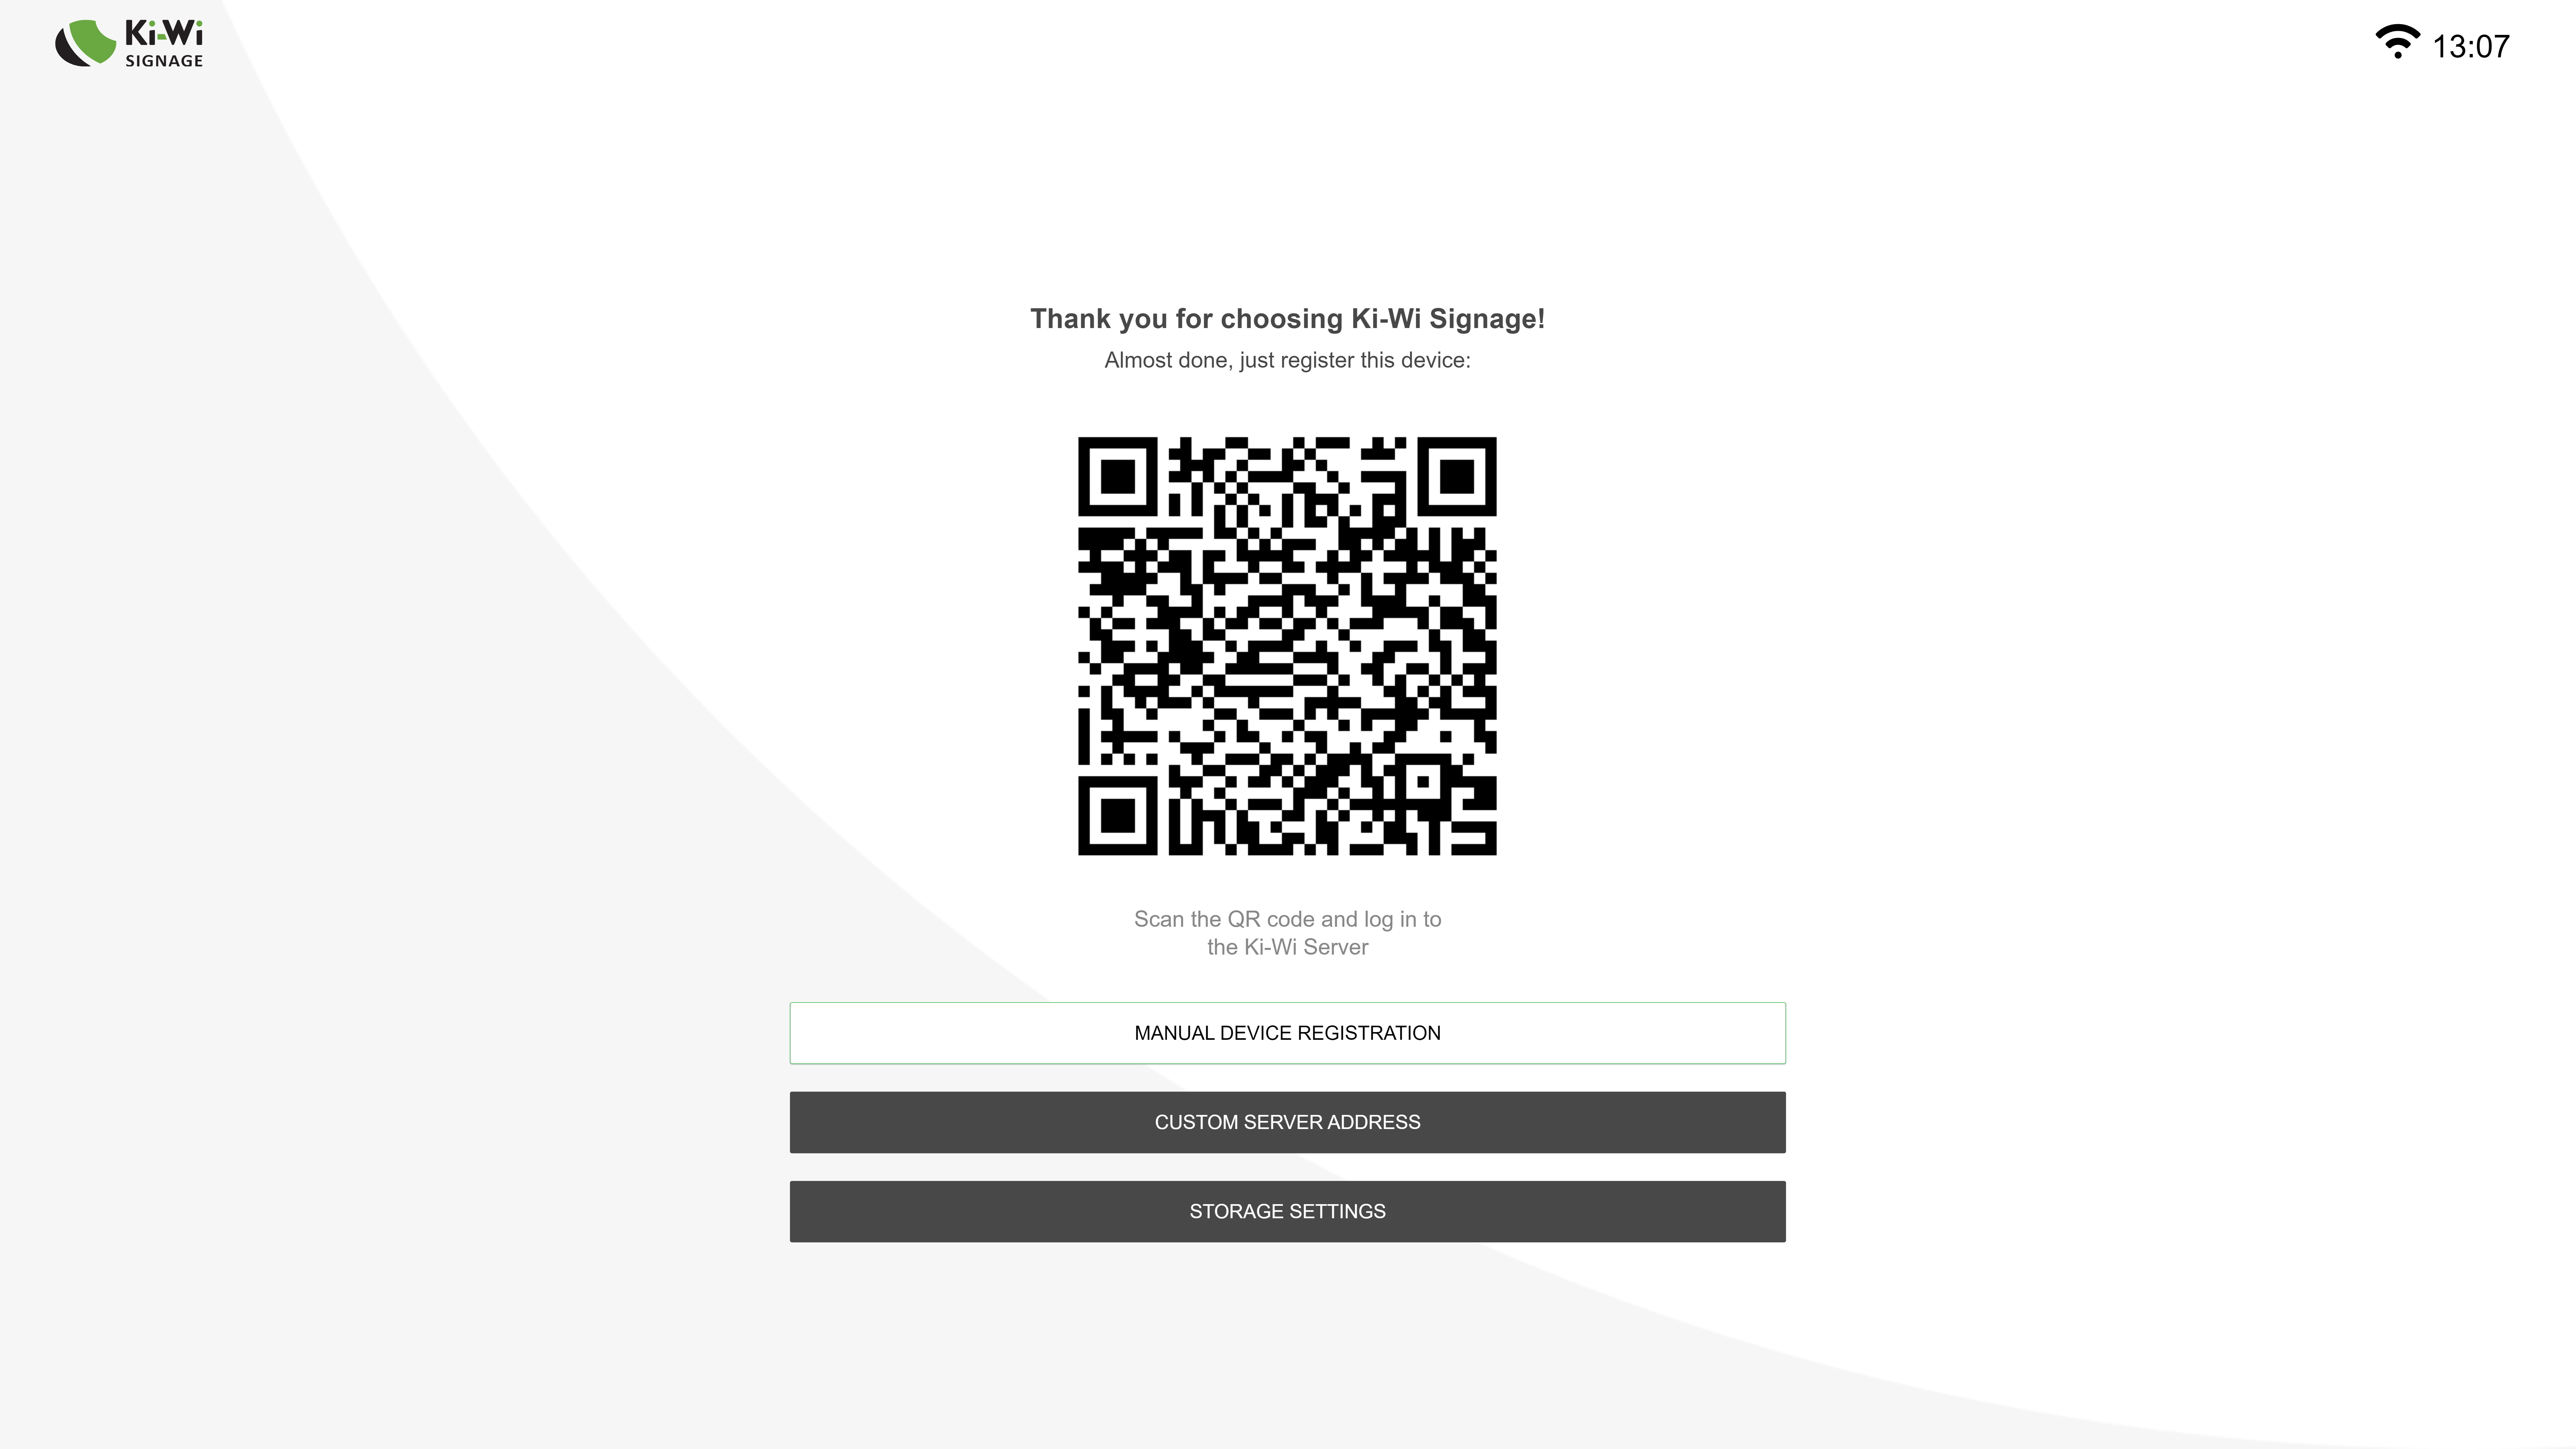 Ki-Wi
SIGNAGE
13:07
Thank you for choosing Ki-Wi Signage!
Almost done, just register this device:
Scan the QR code and log in to
the Ki-Wi Server
MANUAL DEVICE REGISTRATION
CUSTOM SERVER ADDRESS
STORAGE SETTINGS